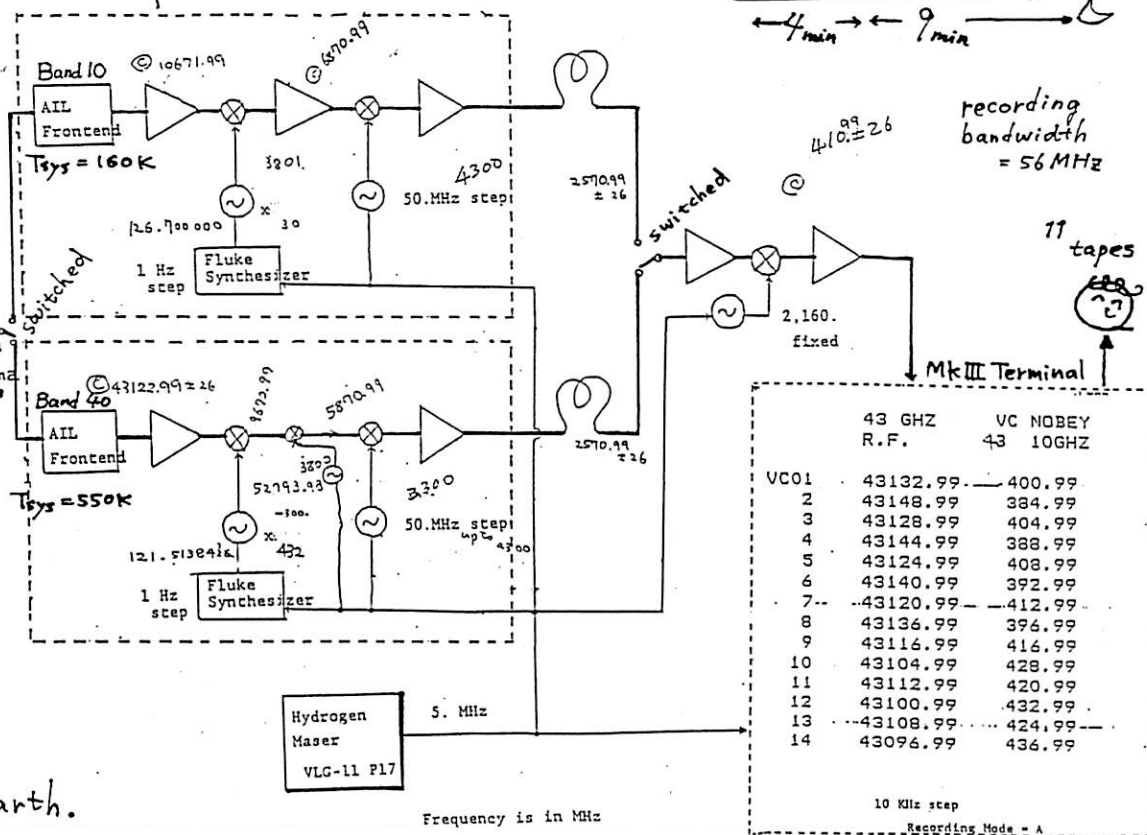 4min 9min
Band 10
© 10671.99
© 6870.99
AIL
Frontend
Tsys = 160K
3801.
4300
50.MHz step
126.700000 x 30
1 Hz
step
Fluke
Synthesizer
2570.99
± 26
switched
@ 410.99 ± 26
recording
bandwidth
= 56 MHz
11
tapes
2,160.
fixed
switched
Band 40
© 43122.99 ± 26
9672.99
5870.99
AIL
Frontend
Tsys = 550K
3802
52793.93
-300.
3300
50.MHz step
up to 4300
x 432
1 Hz
step
Fluke
Synthesizer
2570.99
± 26
MkIII Terminal
43 GHZ VC NOBEY
R.F. 43 10GHZ
VC01 43132.99 400.99
2 43148.99 384.99
3 43128.99 404.99
4 43144.99 388.99
5 43124.99 408.99
6 43140.99 392.99
7 43120.99 412.99
8 43136.99 396.99
9 43116.99 416.99
10 43104.99 428.99
11 43112.99 420.99
12 43100.99 432.99
13 43108.99 424.99
14 43096.99 436.99
10 KHz step
Recording Mode = A
Hydrogen
Maser
VLG-11 P17
5. MHz
arth.
Frequency is in MHz